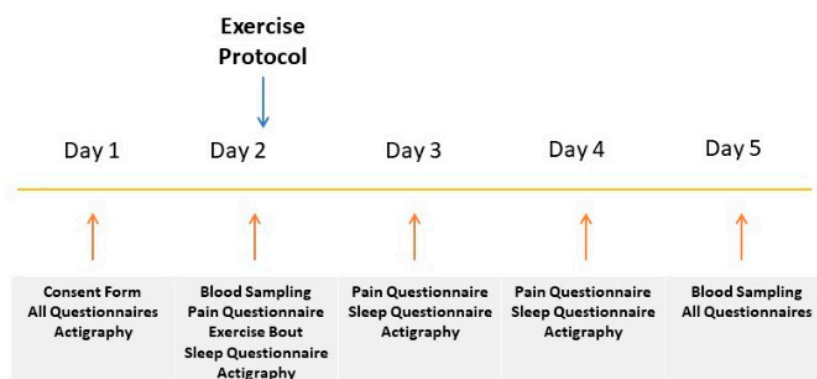 Exercise
Protocol
Day 1
Day 2
Day 3
Day 4
Day 5
Consent Form
All Questionnaires
Actigraphy
Blood Sampling
Pain Questionnaire
Exercise Bout
Sleep Questionnaire
Actigraphy
Pain Questionnaire
Sleep Questionnaire
Actigraphy
Pain Questionnaire
Sleep Questionnaire
Actigraphy
Blood Sampling
All Questionnaires